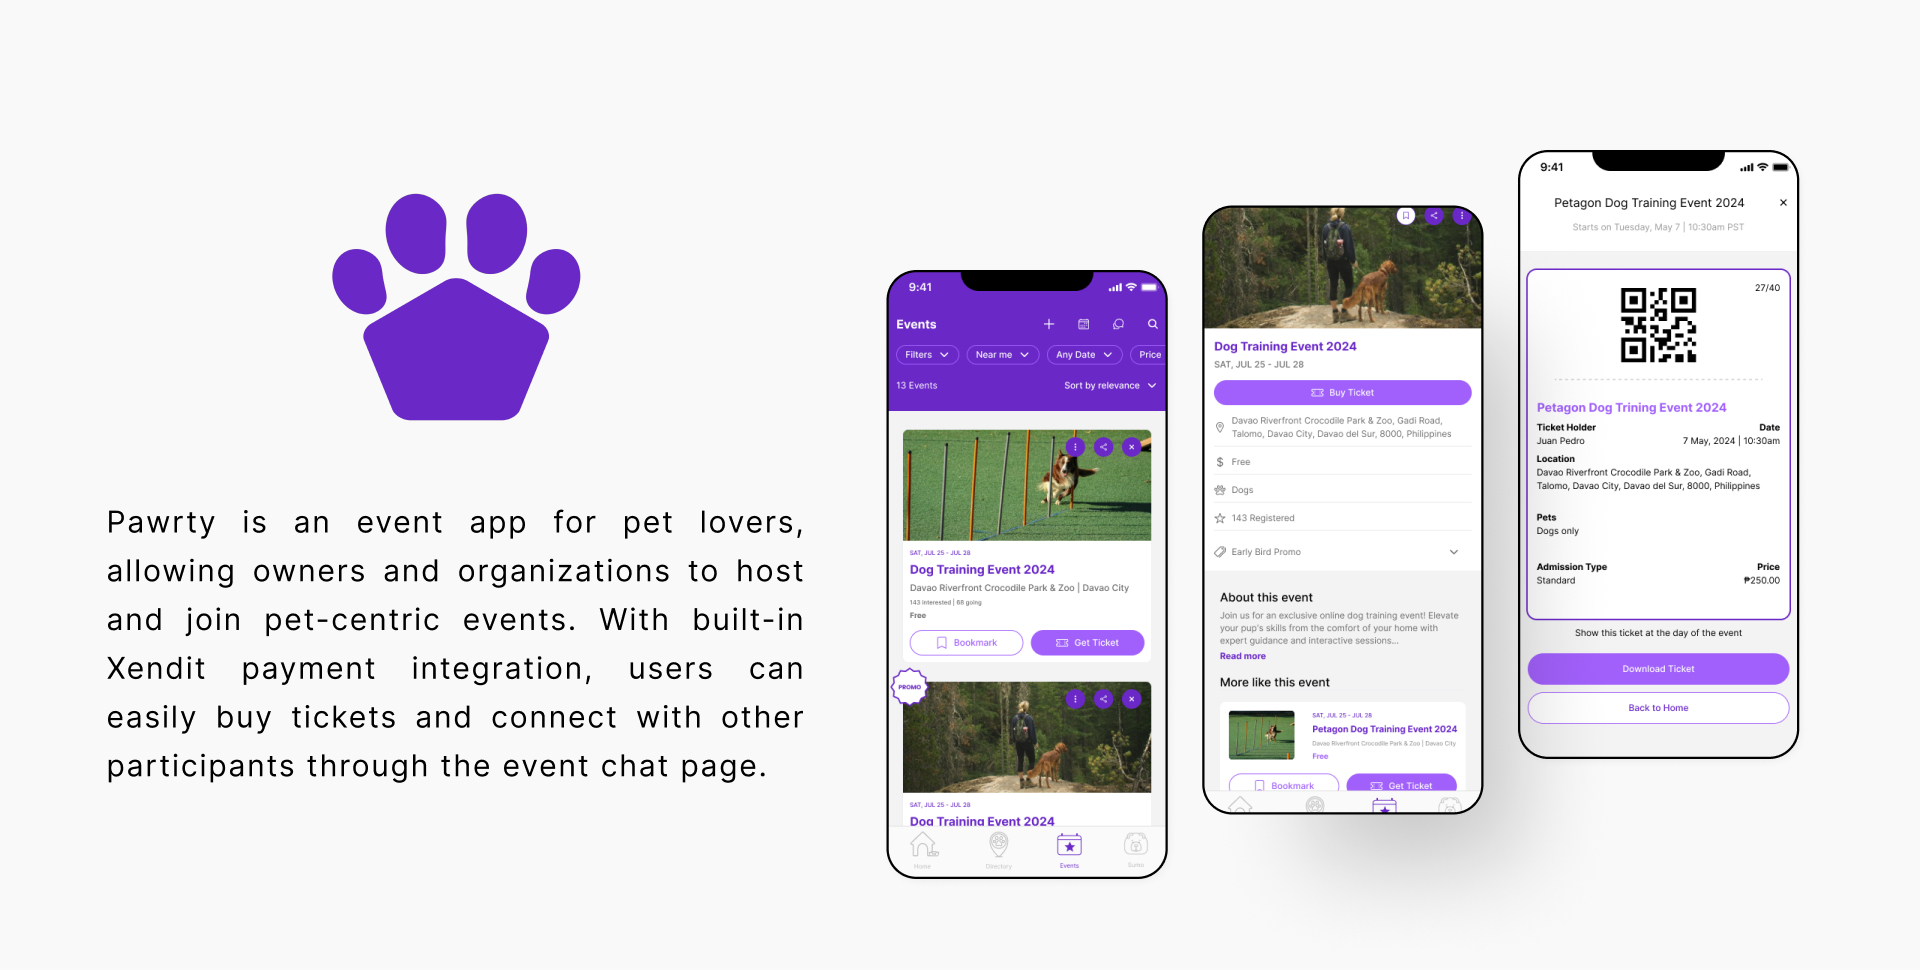 Pawrty is an event app for pet lovers,
allowing owners and organizations to host
and join pet-centric events. With built-in
Xendit payment integration, users can
easily buy tickets and connect with other
participants through the event chat page.
9:41
Events
Filters
Near me
Any Date
Price
13 Events
Sort by relevance
SAT, JUL 25 - JUL 28
Dog Training Event 2024
Davao Riverfront Crocodile Park & Zoo | Davao City
143 Interested | 68 going
Free
Bookmark
Get Ticket
PROMO
SAT, JUL 25 - JUL 28
Dog Training Event 2024
Home
Directory
Events
Sumo
Dog Training Event 2024
SAT, JUL 25 - JUL 28
Buy Ticket
Davao Riverfront Crocodile Park & Zoo, Gadi Road,
Talomo, Davao City, Davao del Sur, 8000, Philippines
$ Free
Dogs
143 Registered
Early Bird Promo
About this event
Join us for an exclusive online dog training event! Elevate
your pup's skills from the comfort of your home with
expert guidance and interactive sessions...
Read more
More like this event
SAT, JUL 25 - JUL 28
Petagon Dog Training Event 2024
Davao Riverfront Crocodile Park & Zoo | Davao City
Free
Bookmark
Get Ticket
9:41
Petagon Dog Training Event 2024
Starts on Tuesday, May 7 | 10:30am PST
27/40
Petagon Dog Trining Event 2024
Ticket Holder Date
Juan Pedro 7 May, 2024 | 10:30am
Location
Davao Riverfront Crocodile Park & Zoo, Gadi Road,
Talomo, Davao City, Davao del Sur, 8000, Philippines
Pets
Dogs only
Admission Type Price
Standard ₱250.00
Show this ticket at the day of the event
Download Ticket
Back to Home